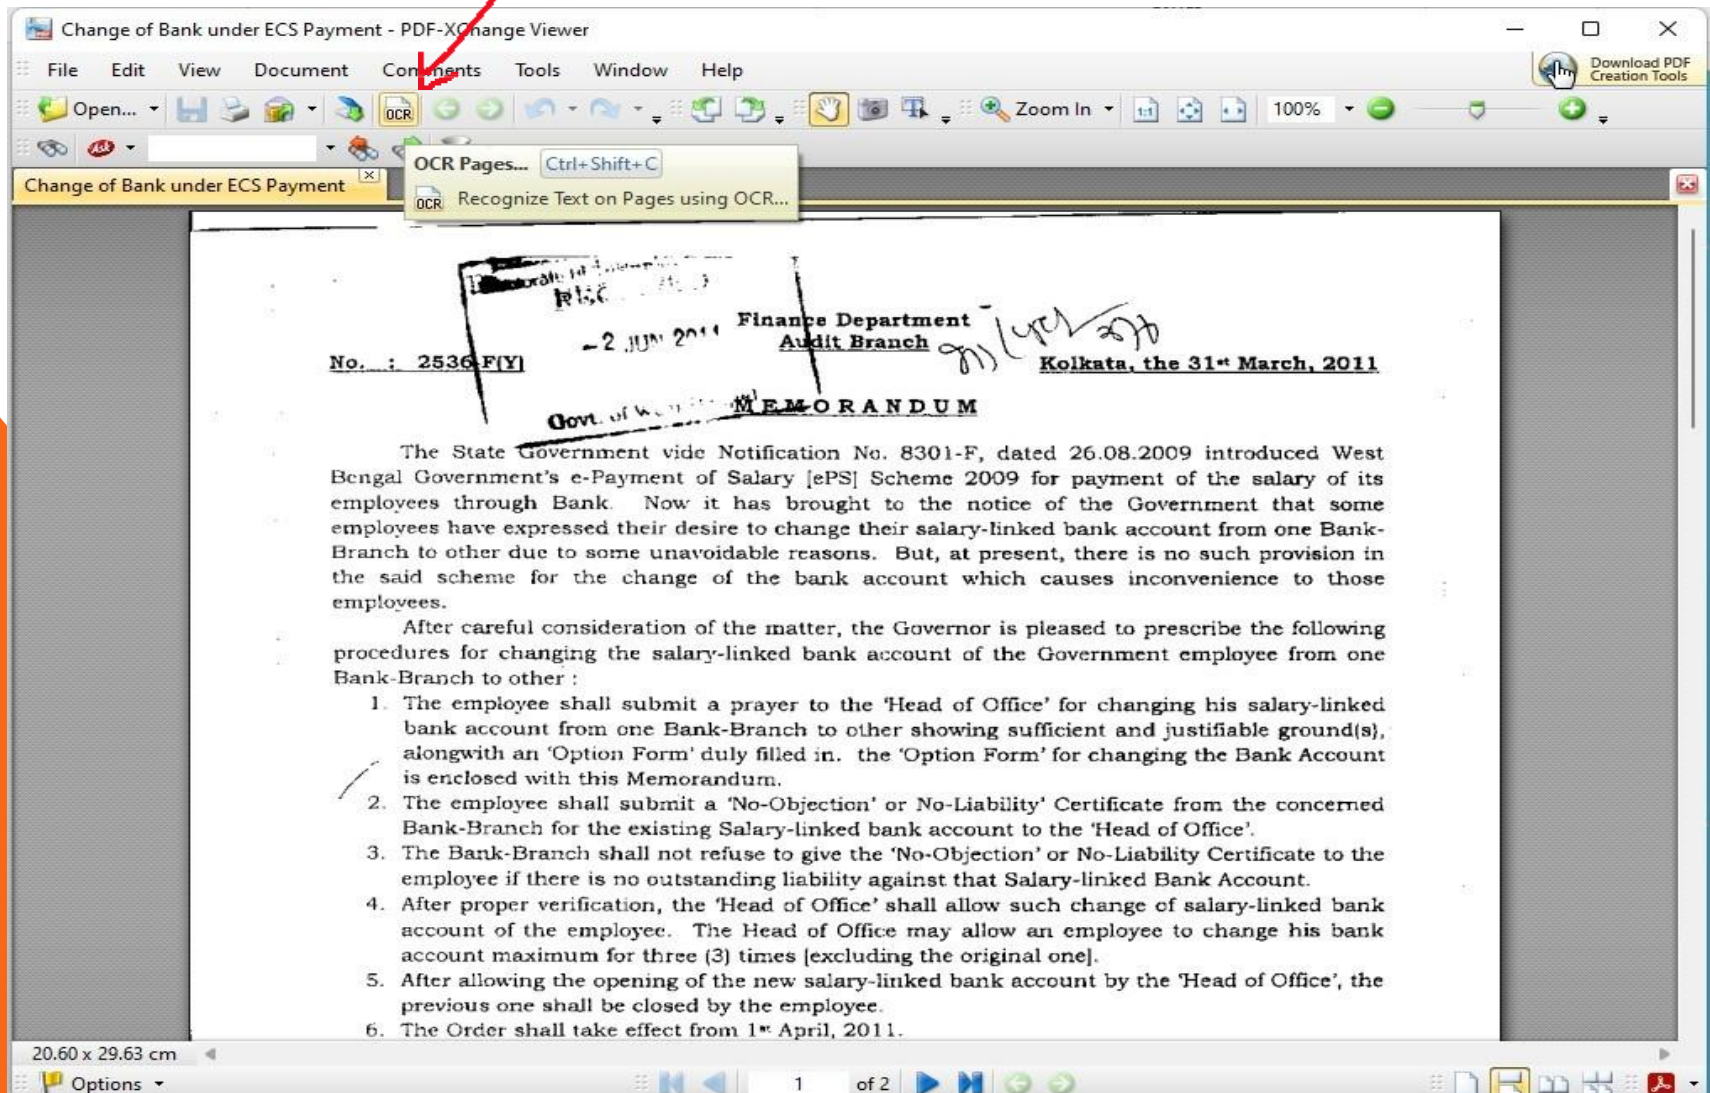 Change of Bank under ECS Payment - PDF-XChange Viewer
File Edit View Document Comments Tools Window Help
Download PDF
Creation Tools
Open... OCR Zoom In 1:1 100%
Ask
OCR Pages... Ctrl+Shift+C
Change of Bank under ECS Payment
OCR Recognize Text on Pages using OCR...
Finance Department
- 2 JUN 2011
Audit Branch
No. : 2536-F(Y)
Kolkata, the 31st March, 2011
Govt. of
MEMORANDUM
The State Government vide Notification No. 8301-F, dated 26.08.2009 introduced West
Bengal Government's e-Payment of Salary [ePS] Scheme 2009 for payment of the salary of its
employees through Bank. Now it has brought to the notice of the Government that some
employees have expressed their desire to change their salary-linked bank account from one Bank-
Branch to other due to some unavoidable reasons. But, at present, there is no such provision in
the said scheme for the change of the bank account which causes inconvenience to those
employees.
After careful consideration of the matter, the Governor is pleased to prescribe the following
procedures for changing the salary-linked bank account of the Government employee from one
Bank-Branch to other :
1. The employee shall submit a prayer to the 'Head of Office' for changing his salary-linked
bank account from one Bank-Branch to other showing sufficient and justifiable ground(s),
alongwith an 'Option Form' duly filled in. the 'Option Form' for changing the Bank Account
is enclosed with this Memorandum.
2. The employee shall submit a 'No-Objection' or No-Liability' Certificate from the concerned
Bank-Branch for the existing Salary-linked bank account to the 'Head of Office'.
3. The Bank-Branch shall not refuse to give the 'No-Objection' or No-Liability Certificate to the
employee if there is no outstanding liability against that Salary-linked Bank Account.
4. After proper verification, the 'Head of Office' shall allow such change of salary-linked bank
account of the employee. The Head of Office may allow an employee to change his bank
account maximum for three (3) times [excluding the original one].
5. After allowing the opening of the new salary-linked bank account by the 'Head of Office', the
previous one shall be closed by the employee.
6. The Order shall take effect from 1st April, 2011.
20.60 x 29.63 cm
Options 1 of 2